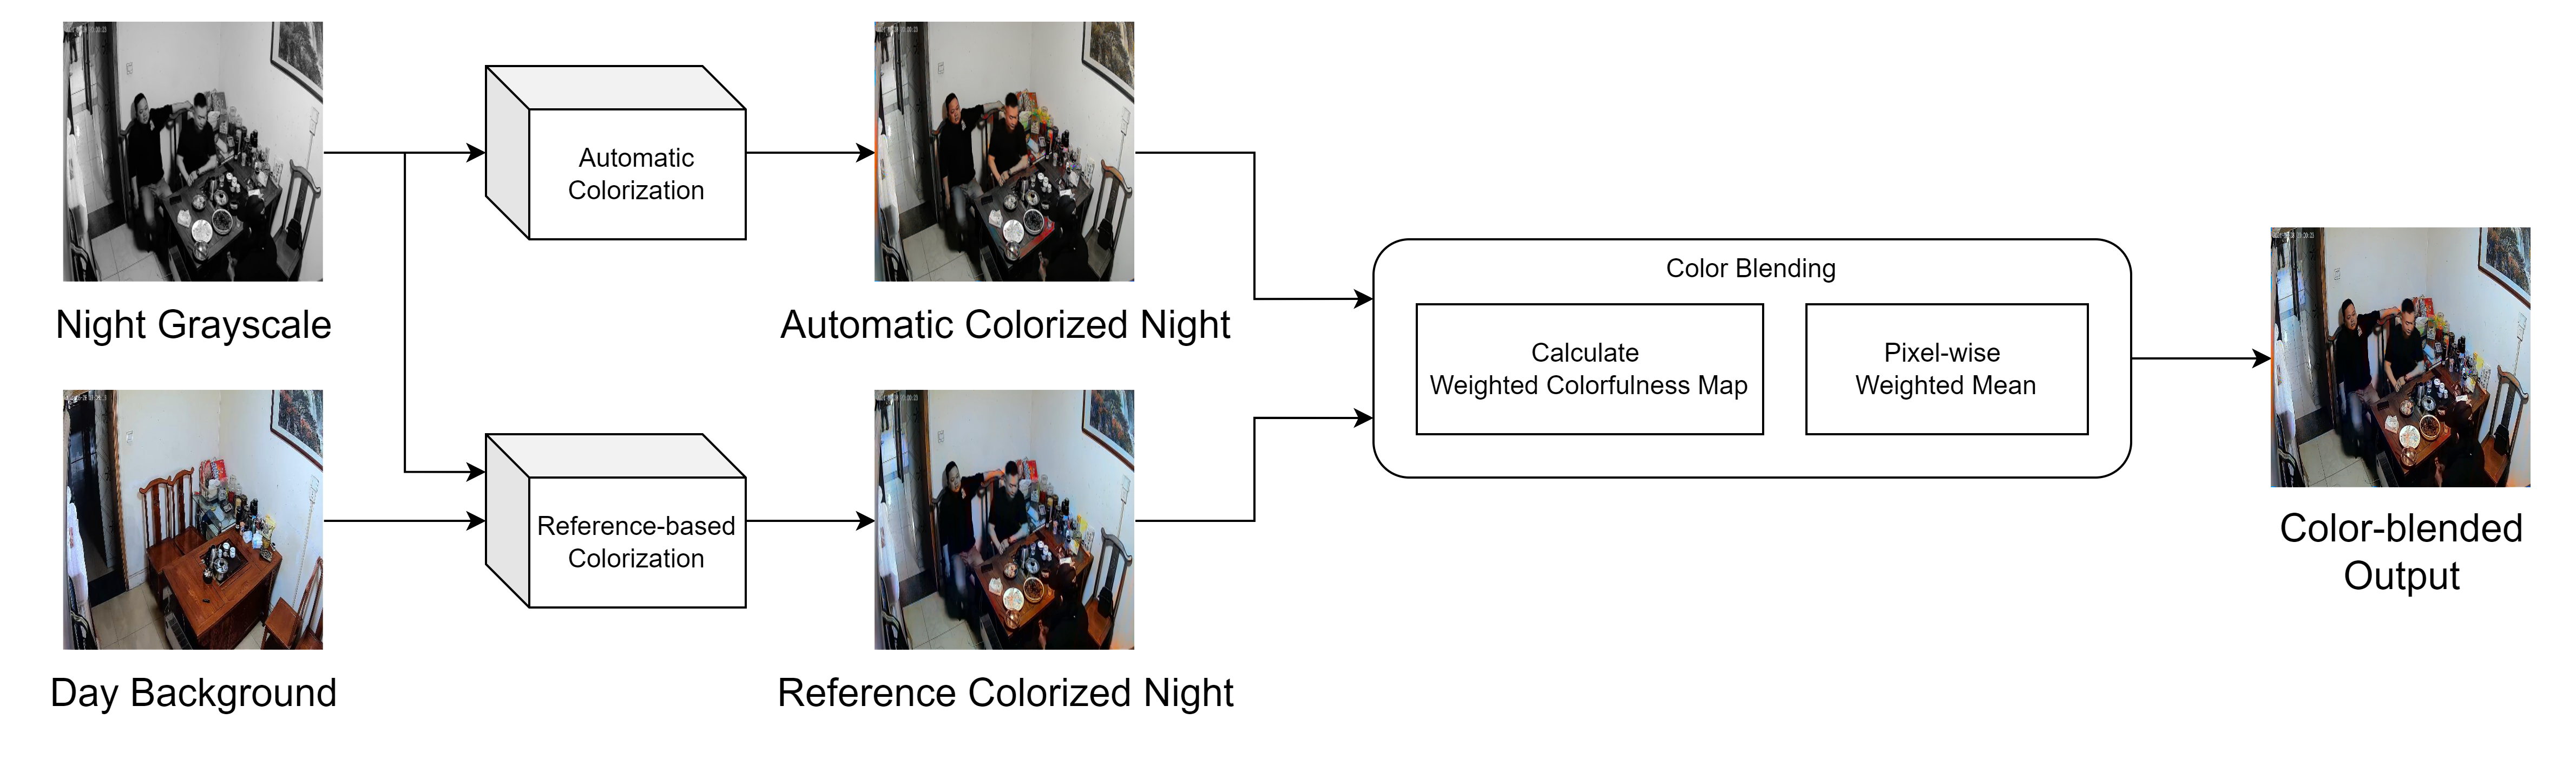 Night Grayscale
Automatic
Colorization
Automatic Colorized Night
Day Background
Reference-based
Colorization
Reference Colorized Night
Color Blending
Calculate
Weighted Colorfulness Map
Pixel-wise
Weighted Mean
Color-blended
Output